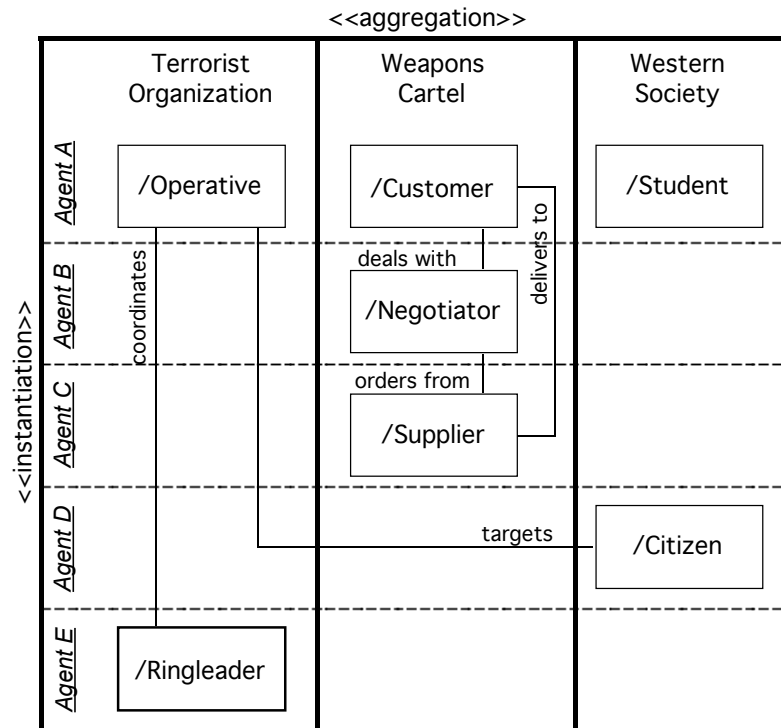 <<aggregation>>
Terrorist
Organization
Weapons
Cartel
Western
Society
<<instantiation>>
Agent A
/Operative
/Customer
/Student
coordinates
deals with
delivers to
Agent B
/Negotiator
orders from
Agent C
/Supplier
Agent D
targets
/Citizen
Agent E
/Ringleader